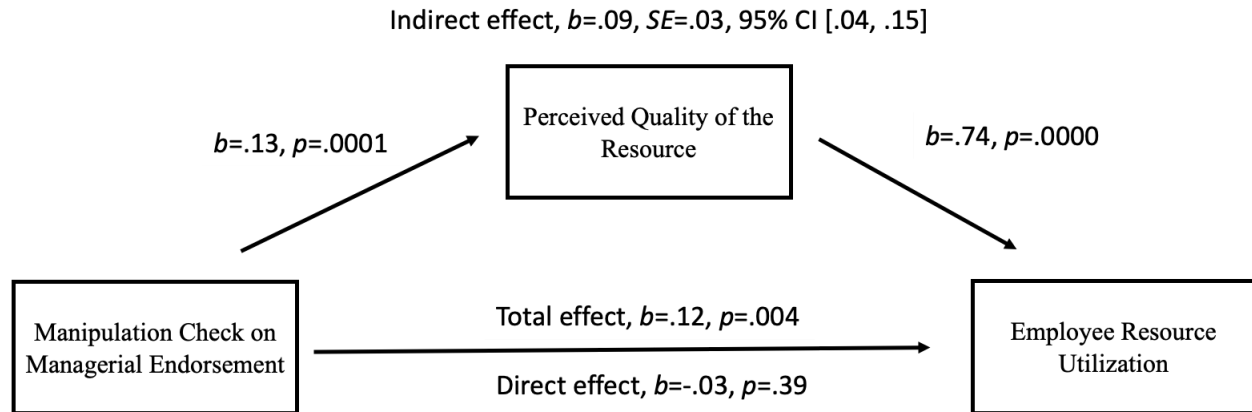 Indirect effect, b=.09, SE=.03, 95% CI [.04, .15]
Perceived Quality of the
Resource
b=.13, p=.0001
b=.74, p=.0000
Manipulation Check on
Managerial Endorsement
Total effect, b=.12, p=.004
Direct effect, b=-.03, p=.39
Employee Resource
Utilization